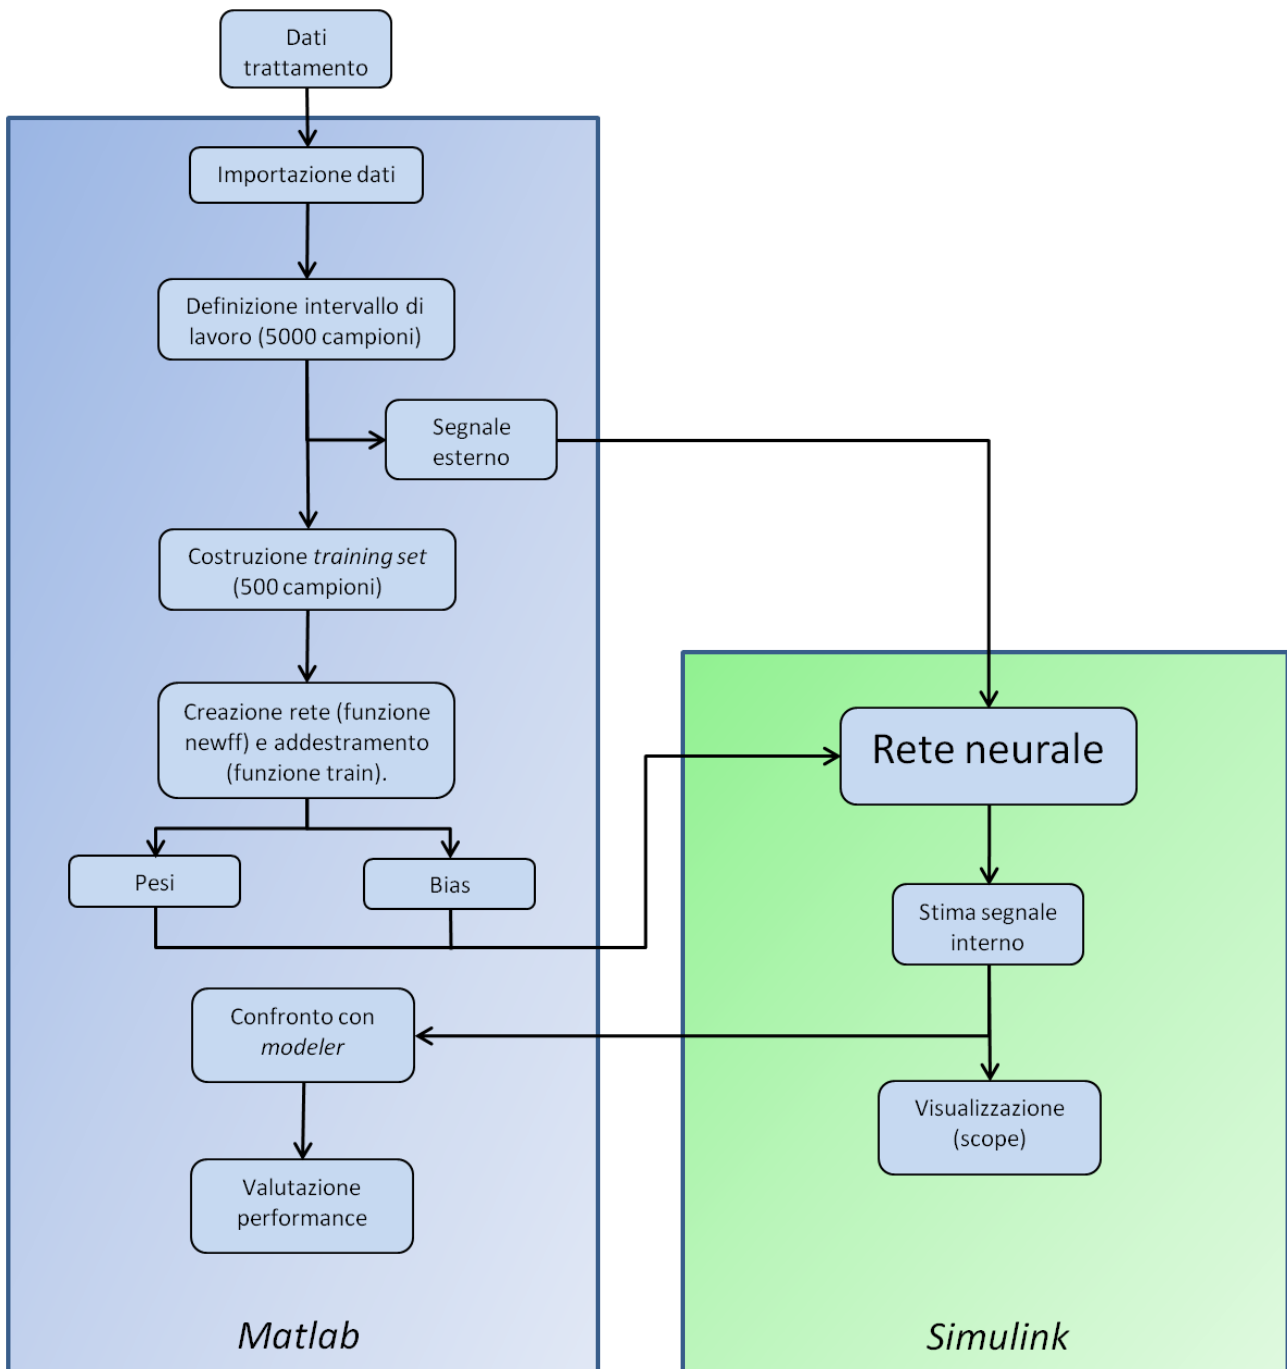 Dati
trattamento
Importazione dati
Definizione intervallo di
lavoro (5000 campioni)
Segnale
esterno
Costruzione training set
(500 campioni)
Creazione rete (funzione
newff) e addestramento
(funzione train).
Pesi
Bias
Rete neurale
Stima segnale
interno
Confronto con
modeler
Visualizzazione
(scope)
Valutazione
performance
Matlab
Simulink